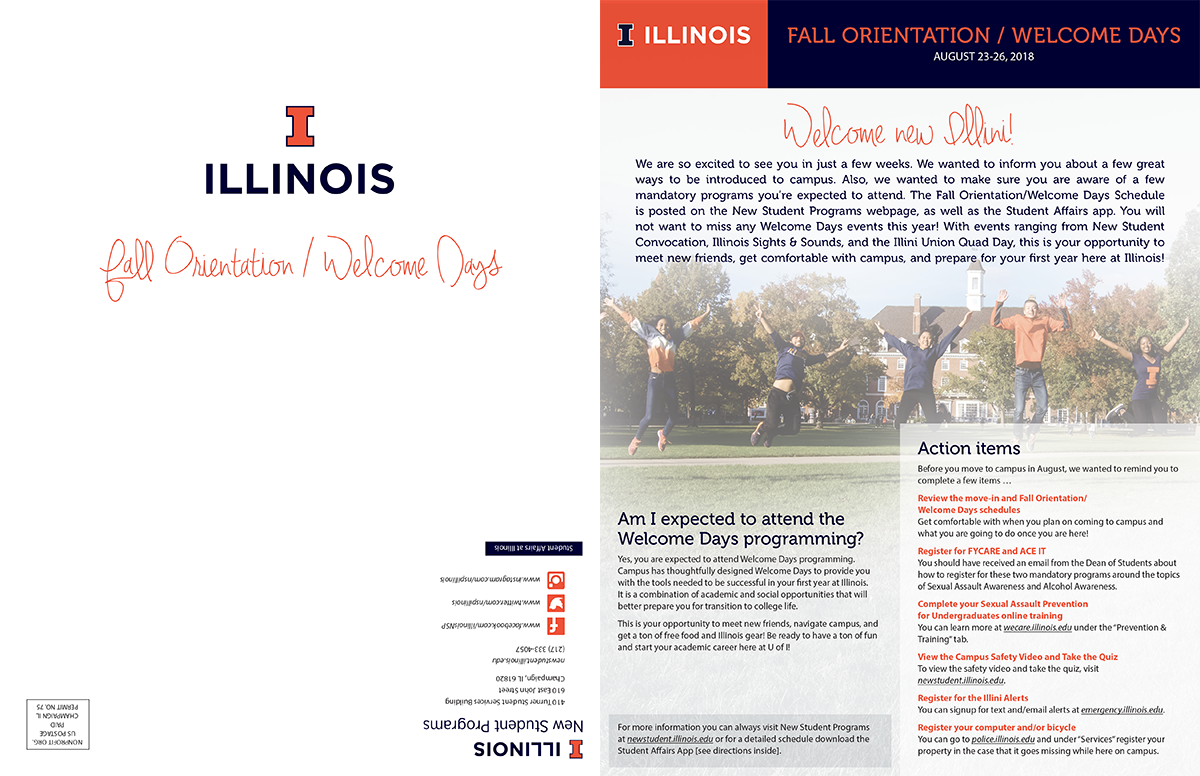 ILLINOIS
Fall Orientation / Welcome Days
ILLINOIS
New Student Programs
410 Turner Student Services Building
610 East John Street
Champaign, IL 61820
newstudent.illinois.edu
(217) 333-4057
www.facebook.com/IllinoisNSP
www.twitter.com/nspillinois
www.instagram.com/nspillinois
Student Affairs at Illinois
NONPROFIT ORG.
US POSTAGE
PAID
CHAMPAIGN IL
PERMIT NO. 75
ILLINOIS
FALL ORIENTATION / WELCOME DAYS
AUGUST 23-26, 2018
Welcome new Illini!
We are so excited to see you in just a few weeks. We wanted to inform you about a few great
ways to be introduced to campus. Also, we wanted to make sure you are aware of a few
mandatory programs you're expected to attend. The Fall Orientation/Welcome Days Schedule
is posted on the New Student Programs webpage, as well as the Student Affairs app. You will
not want to miss any Welcome Days events this year! With events ranging from New Student
Convocation, Illinois Sights & Sounds, and the Illini Union Quad Day, this is your opportunity to
meet new friends, get comfortable with campus, and prepare for your first year here at Illinois!
Am I expected to attend the
Welcome Days programming?
Yes, you are expected to attend Welcome Days programming.
Campus has thoughtfully designed Welcome Days to provide you
with the tools needed to be successful in your first year at Illinois.
It is a combination of academic and social opportunities that will
better prepare you for transition to college life.
This is your opportunity to meet new friends, navigate campus, and
get a ton of free food and Illinois gear! Be ready to have a ton of fun
and start your academic career here at U of I!
For more information you can always visit New Student Programs
at newstudent.illinois.edu or for a detailed schedule download the
Student Affairs App [see directions inside].
Action items
Before you move to campus in August, we wanted to remind you to
complete a few items …
Review the move-in and Fall Orientation/
Welcome Days schedules
Get comfortable with when you plan on coming to campus and
what you are going to do once you are here!
Register for FYCARE and ACE IT
You should have received an email from the Dean of Students about
how to register for these two mandatory programs around the topics
of Sexual Assault Awareness and Alcohol Awareness.
Complete your Sexual Assault Prevention
for Undergraduates online training
You can learn more at wecare.illinois.edu under the "Prevention &
Training" tab.
View the Campus Safety Video and Take the Quiz
To view the safety video and take the quiz, visit
newstudent.illinois.edu.
Register for the Illini Alerts
You can signup for text and/email alerts at emergency.illinois.edu.
Register your computer and/or bicycle
You can go to police.illinois.edu and under "Services" register your
property in the case that it goes missing while here on campus.